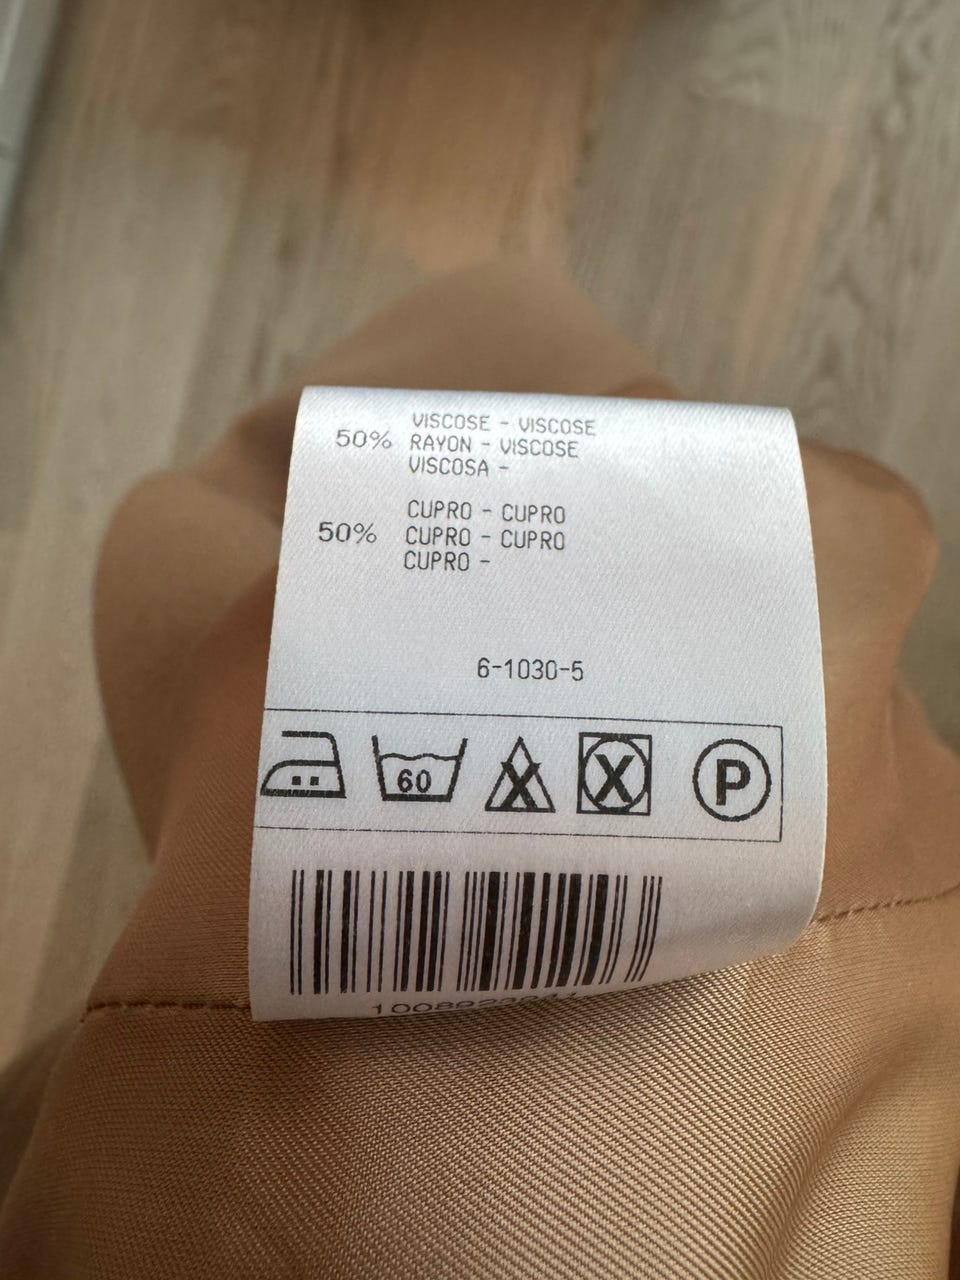 VISCOSE - VISCOSE
50% RAYON - VISCOSE
VISCOSA -
CUPRO - CUPRO
50% CUPRO - CUPRO
CUPRO -
6-1030-5
60
P